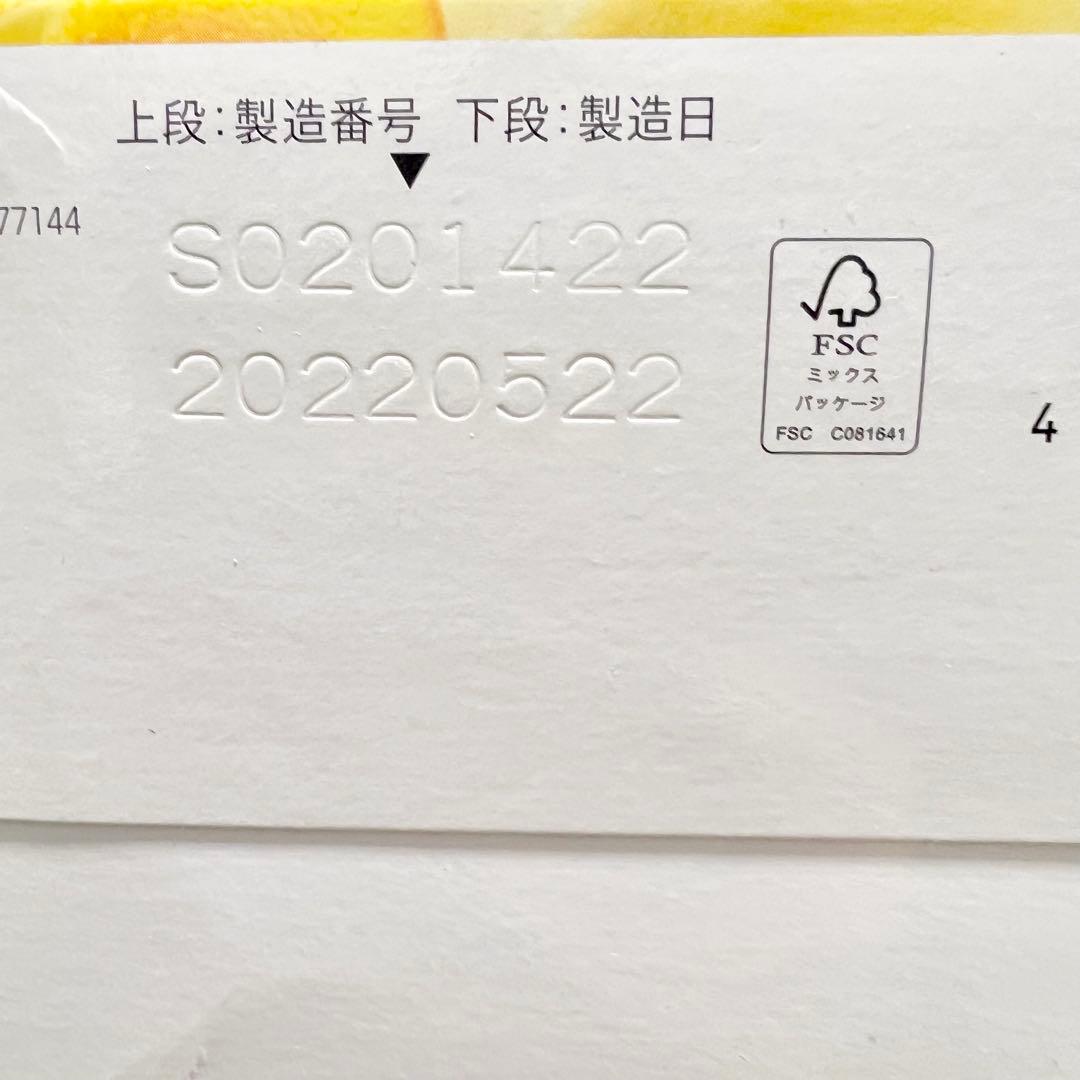 上段:製造番号 下段:製造日
77144
S0201422
20220522
FSC
ミックス
パッケージ
FSC C081641
4